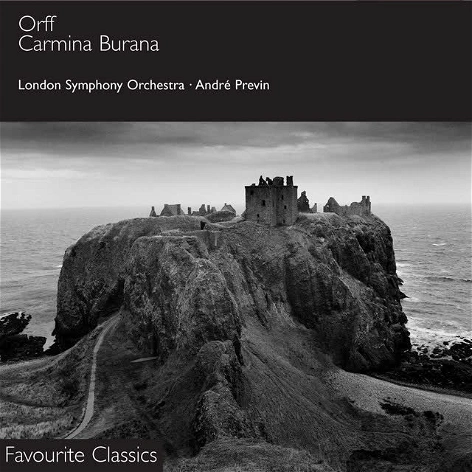 Orff
Carmina Burana
London Symphony Orchestra · André Previn
Favourite Classics